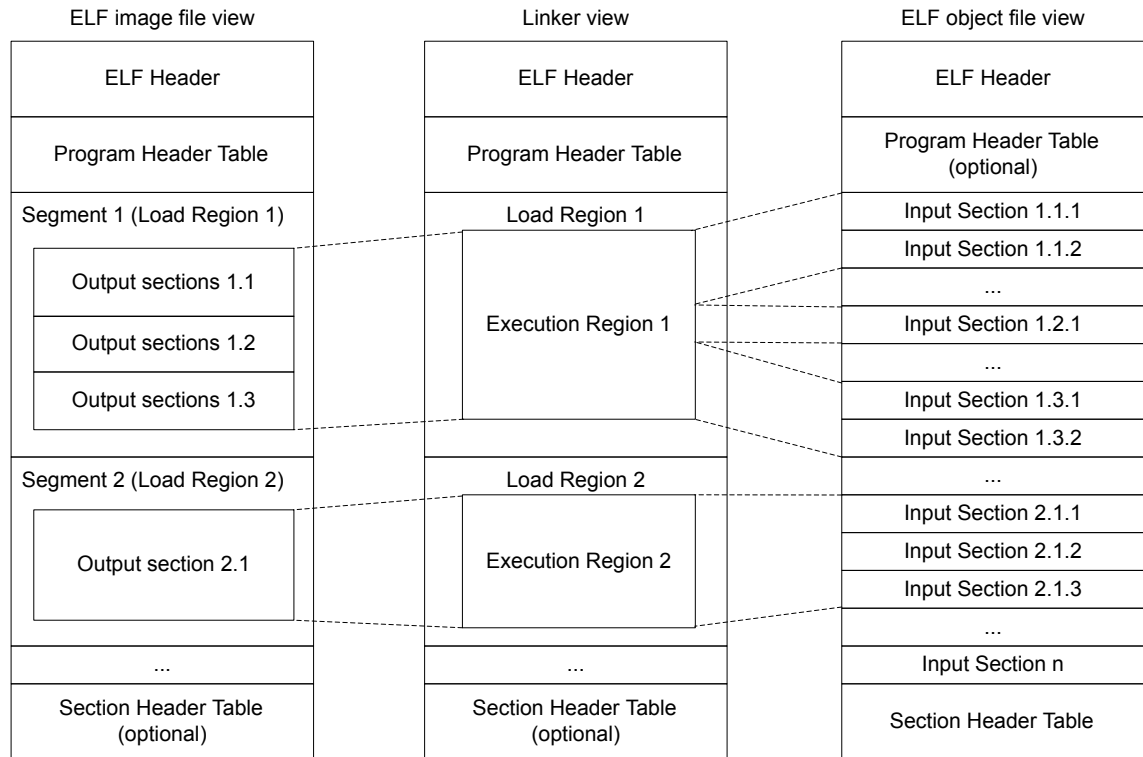 ELF image file view
ELF Header
Program Header Table
Segment 1 (Load Region 1)
Output sections 1.1
Output sections 1.2
Output sections 1.3
Segment 2 (Load Region 2)
Output section 2.1
...
Section Header Table
(optional)
Linker view
ELF Header
Program Header Table
Load Region 1
Execution Region 1
Load Region 2
Execution Region 2
...
Section Header Table
(optional)
ELF object file view
ELF Header
Program Header Table
(optional)
Input Section 1.1.1
Input Section 1.1.2
...
Input Section 1.2.1
...
Input Section 1.3.1
Input Section 1.3.2
...
Input Section 2.1.1
Input Section 2.1.2
Input Section 2.1.3
...
Input Section n
Section Header Table